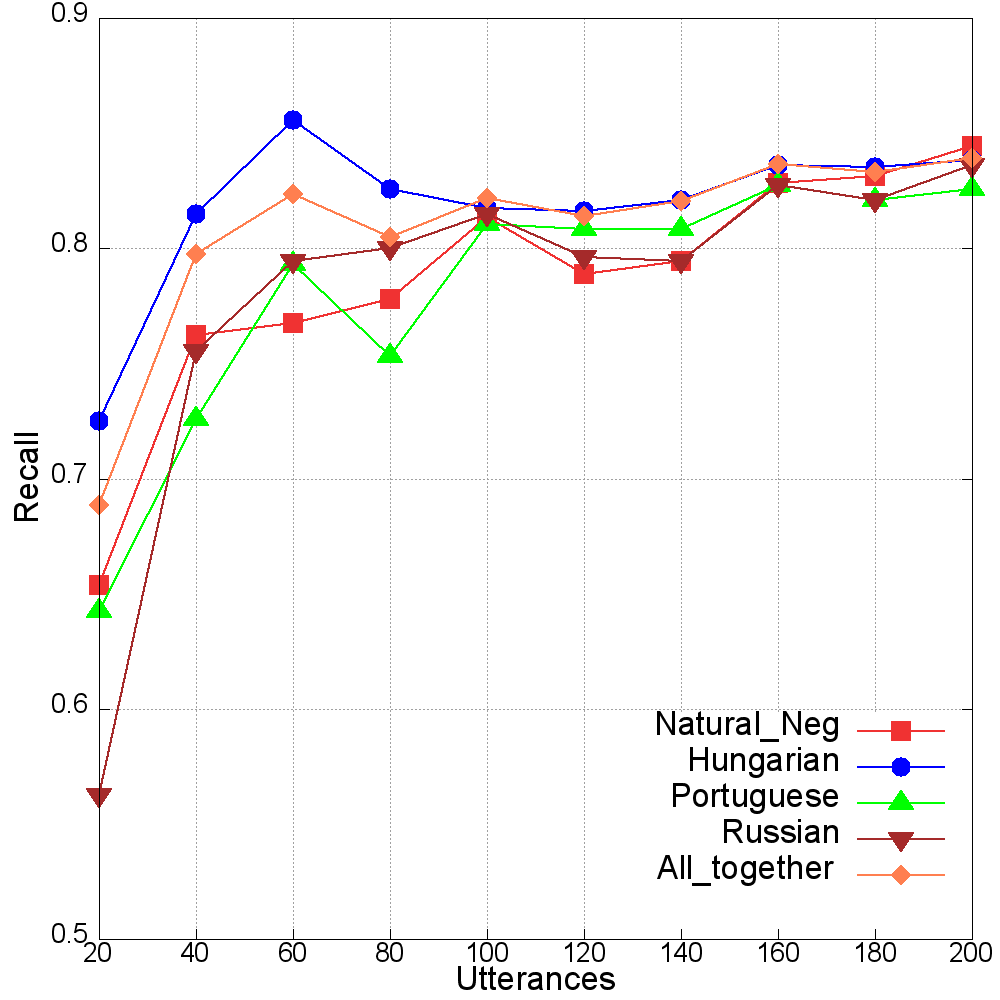 0.9
0.8
0.7
0.6
0.5
Recall
Natural_Neg
Hungarian
Portuguese
Russian
All_together
20 40 60 80 100 120 140 160 180 200
Utterances